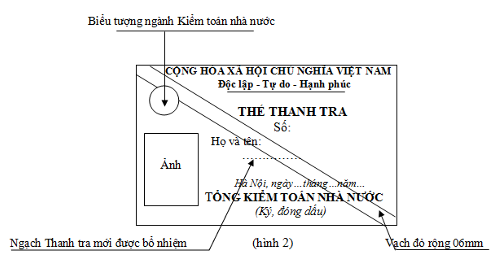 Biểu tượng ngành Kiểm toán nhà nước
CỘNG HÒA XÃ HỘI CHỦ NGHĨA VIỆT NAM
Độc lập - Tự do - Hạnh phúc
THẺ THANH TRA
Số:
Họ và tên:
....................
Ảnh
Hà Nội, ngày…tháng…năm…
TỔNG KIỂM TOÁN NHÀ NƯỚC
(Ký, đóng dấu)
Ngạch Thanh tra mới được bổ nhiệm (hình 2) Vạch đỏ rộng 06mm